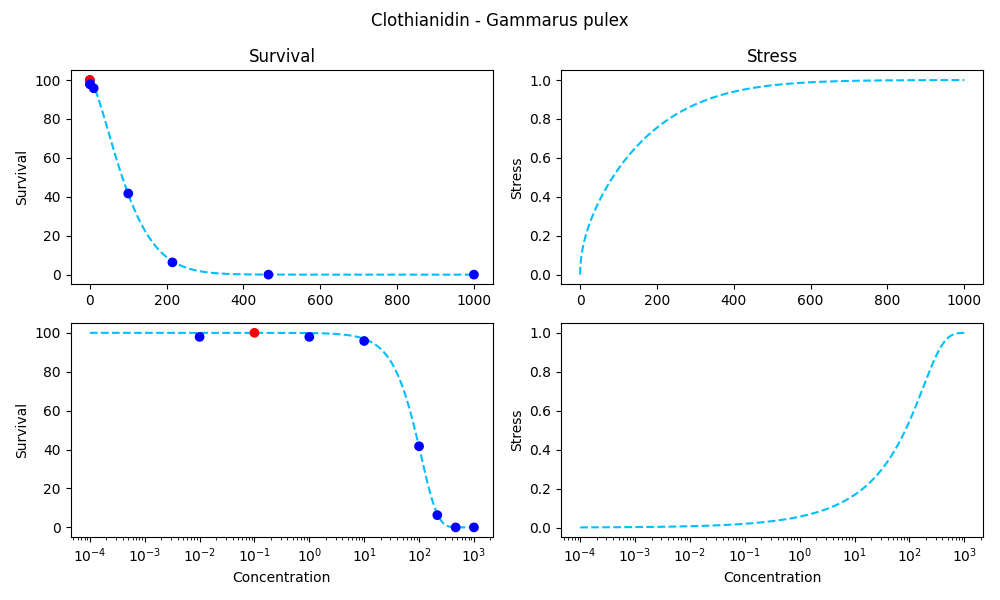 Clothianidin - Gammarus pulex
Survival
Stress
100
80
60
40
20
0
Survival
0 200 400 600 800 1000
1.0
0.8
0.6
0.4
0.2
0.0
Stress
0 200 400 600 800 1000
100
80
60
40
20
0
Survival
10⁻⁴ 10⁻³ 10⁻² 10⁻¹ 10⁰ 10¹ 10² 10³
Concentration
1.0
0.8
0.6
0.4
0.2
0.0
Stress
10⁻⁴ 10⁻³ 10⁻² 10⁻¹ 10⁰ 10¹ 10² 10³
Concentration